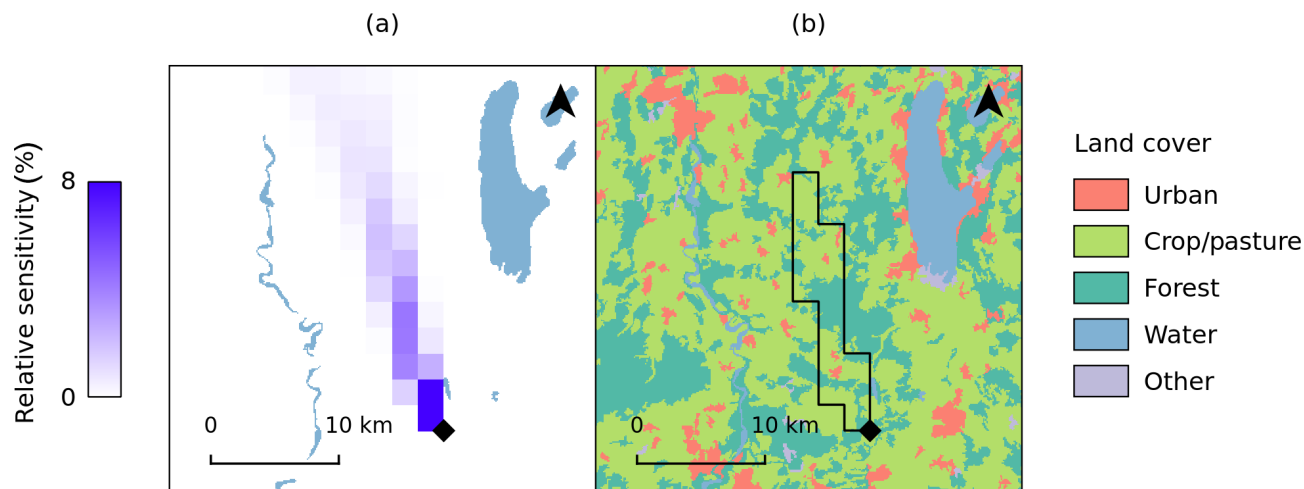 (a)
(b)
Relative sensitivity (%)
8
0
0
10 km
0
10 km
Land cover
Urban
Crop/pasture
Forest
Water
Other